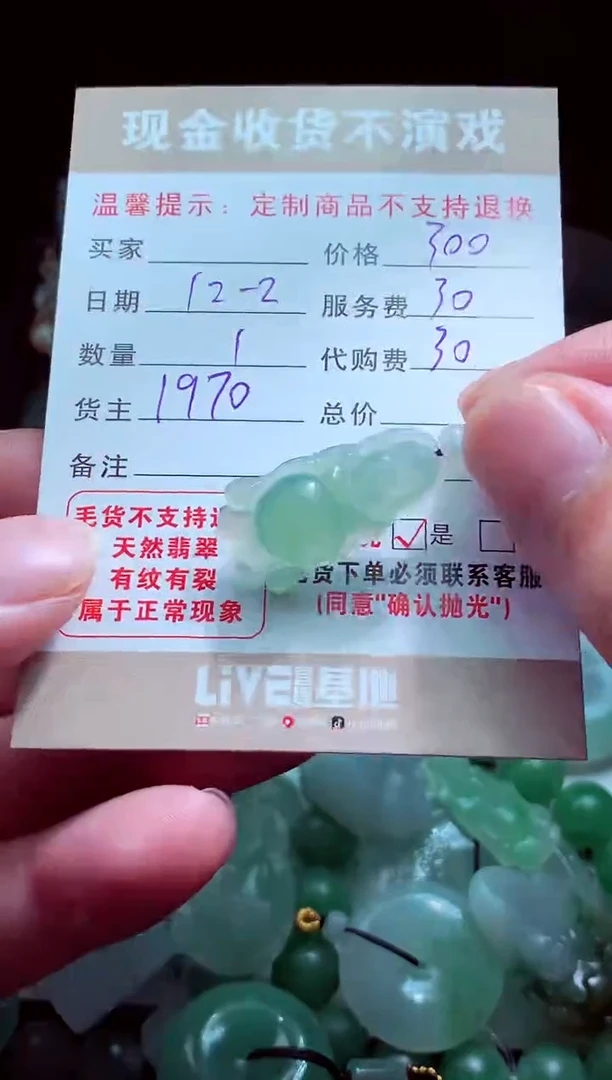 现金收货不演戏
温馨提示：定制商品不支持退换
买家 价格 300
日期 12-2 服务费 30
数量 1 代购费 30
货主 1970 总价
备注
毛货不支持
天然翡翠 是
有纹有裂 货下单必须联系客服
属于正常现象 (同意"确认抛光")
LIVE 基地